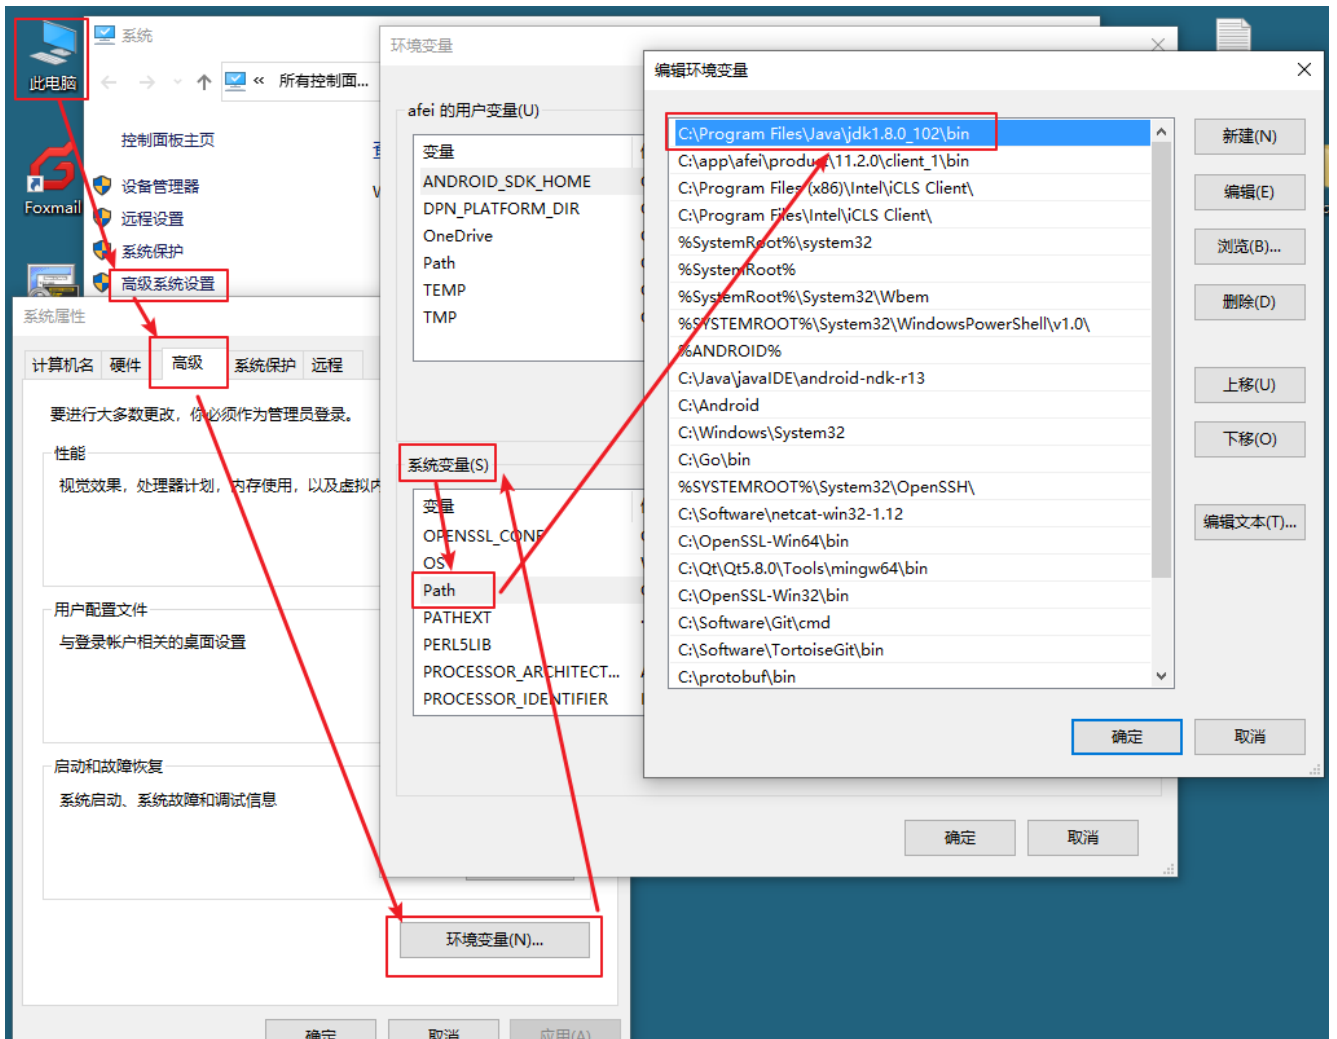 此电脑
Foxmail
系统
« 所有控制面...
控制面板主页
设备管理器
远程设置
系统保护
高级系统设置
系统属性
计算机名 硬件 高级 系统保护 远程
要进行大多数更改，你必须作为管理员登录。
性能
视觉效果，处理器计划，内存使用，以及虚拟内
用户配置文件
与登录帐户相关的桌面设置
启动和故障恢复
系统启动、系统故障和调试信息
环境变量(N)...
确定 取消 应用(A)
环境变量
afei 的用户变量(U)
变量
ANDROID_SDK_HOME
DPN_PLATFORM_DIR
OneDrive
Path
TEMP
TMP
系统变量(S)
变量
OPENSSL_CONF
OS
Path
PATHEXT
PERL5LIB
PROCESSOR_ARCHITECT...
PROCESSOR_IDENTIFIER
确定 取消
编辑环境变量
C:\Program Files\Java\jdk1.8.0_102\bin
C:\app\afei\product\11.2.0\client_1\bin
C:\Program Files (x86)\Intel\iCLS Client\
C:\Program Files\Intel\iCLS Client\
%SystemRoot%\system32
%SystemRoot%
%SystemRoot%\System32\Wbem
%SYSTEMROOT%\System32\WindowsPowerShell\v1.0\
%ANDROID%
C:\Java\javaIDE\android-ndk-r13
C:\Android
C:\Windows\System32
C:\Go\bin
%SYSTEMROOT%\System32\OpenSSH\
C:\Software\netcat-win32-1.12
C:\OpenSSL-Win64\bin
C:\Qt\Qt5.8.0\Tools\mingw64\bin
C:\OpenSSL-Win32\bin
C:\Software\Git\cmd
C:\Software\TortoiseGit\bin
C:\protobuf\bin
新建(N)
编辑(E)
浏览(B)...
删除(D)
上移(U)
下移(O)
编辑文本(T)...
确定 取消